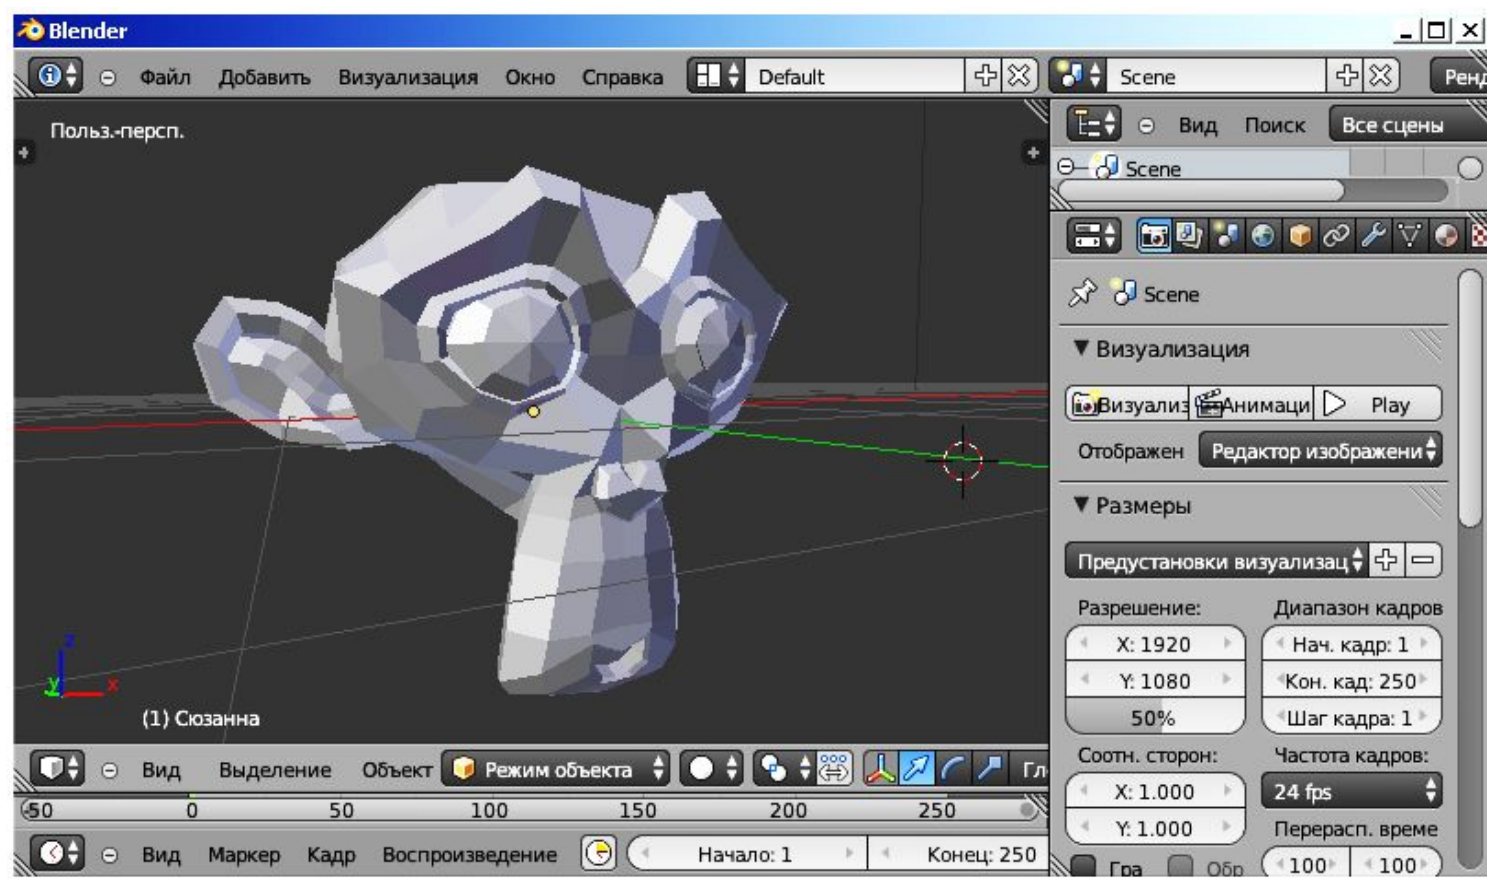 Blender
Файл Добавить Визуализация Окно Справка Default Scene Ренд
Польз.-персп.
Вид Поиск Все сцены
Scene
Scene
Визуализация
Визуализ Анимаци Play
Отображен Редактор изображени
Размеры
Предустановки визуализац
Разрешение: Диапазон кадров
X: 1920 Нач. кадр: 1
Y: 1080 Кон. кад: 250
50% Шаг кадра: 1
Соотн. сторон: Частота кадров:
X: 1.000 24 fps
Y: 1.000 Перерасп. време
Гра Обр 100 100
z
y x
(1) Сюзанна
Вид Выделение Объект Режим объекта Гл
-50 0 50 100 150 200 250
Вид Маркер Кадр Воспроизведение Начало: 1 Конец: 250